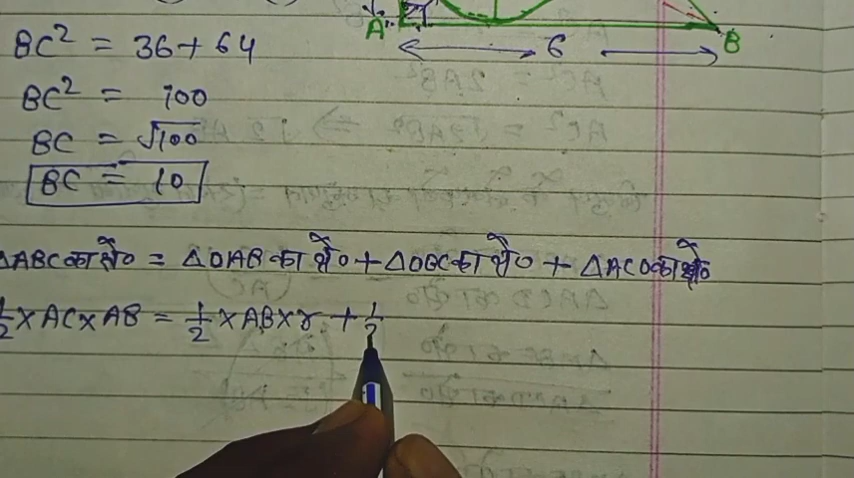 A
B
6
BC² = 36+64
BC² = 100
BC = √100
BC = 10
ΔABC का क्षे० = ΔOAB का क्षे० + ΔOBC का क्षे० + ΔACO का क्षे०
1/2 × AC × AB = 1/2 × AB × r + 1/2